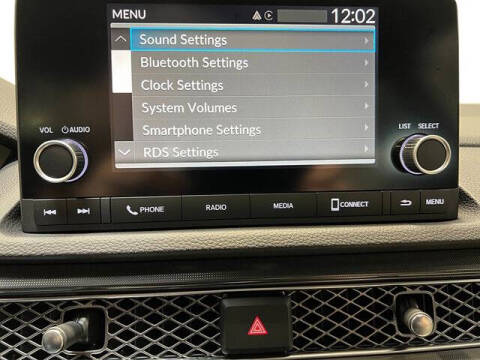 MENU 12:02
Sound Settings
Bluetooth Settings
Clock Settings
System Volumes
Smartphone Settings
RDS Settings
VOL AUDIO
LIST SELECT
PHONE RADIO MEDIA CONNECT MENU